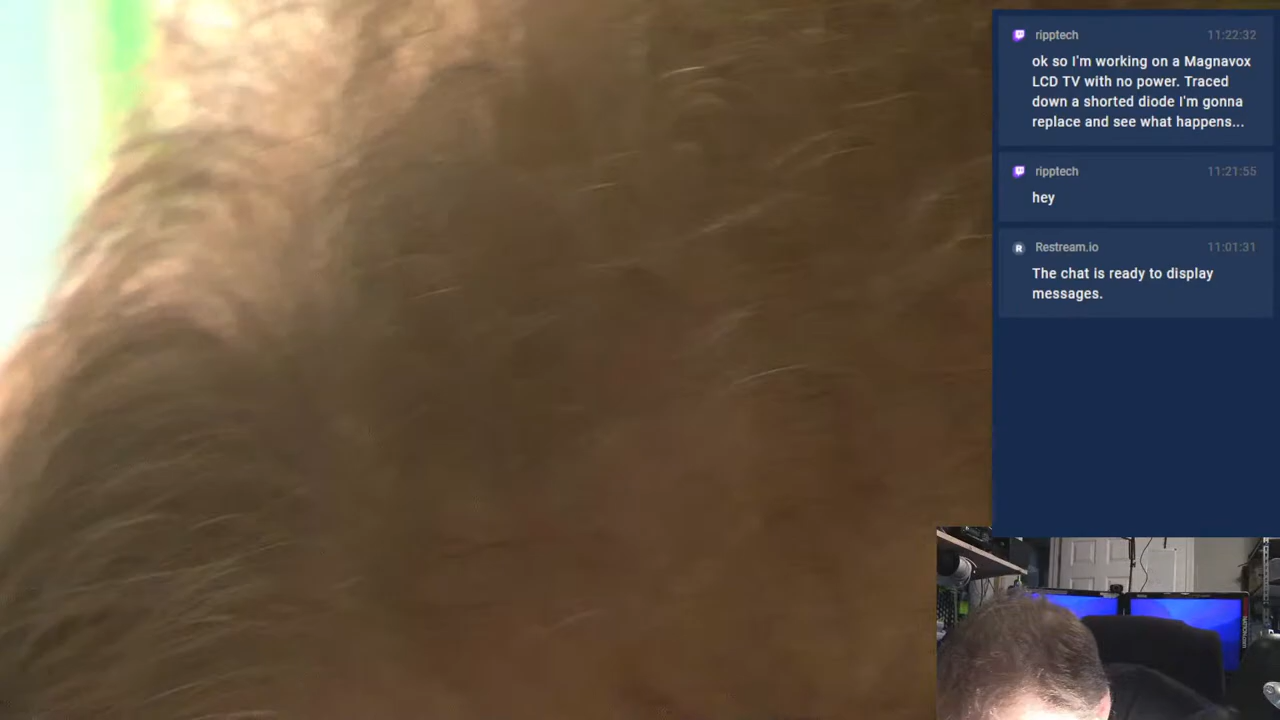 ripptech 11:22:32
ok so I'm working on a Magnavox
LCD TV with no power. Traced
down a shorted diode I'm gonna
replace and see what happens...
ripptech 11:21:55
hey
Restream.io 11:01:31
The chat is ready to display
messages.